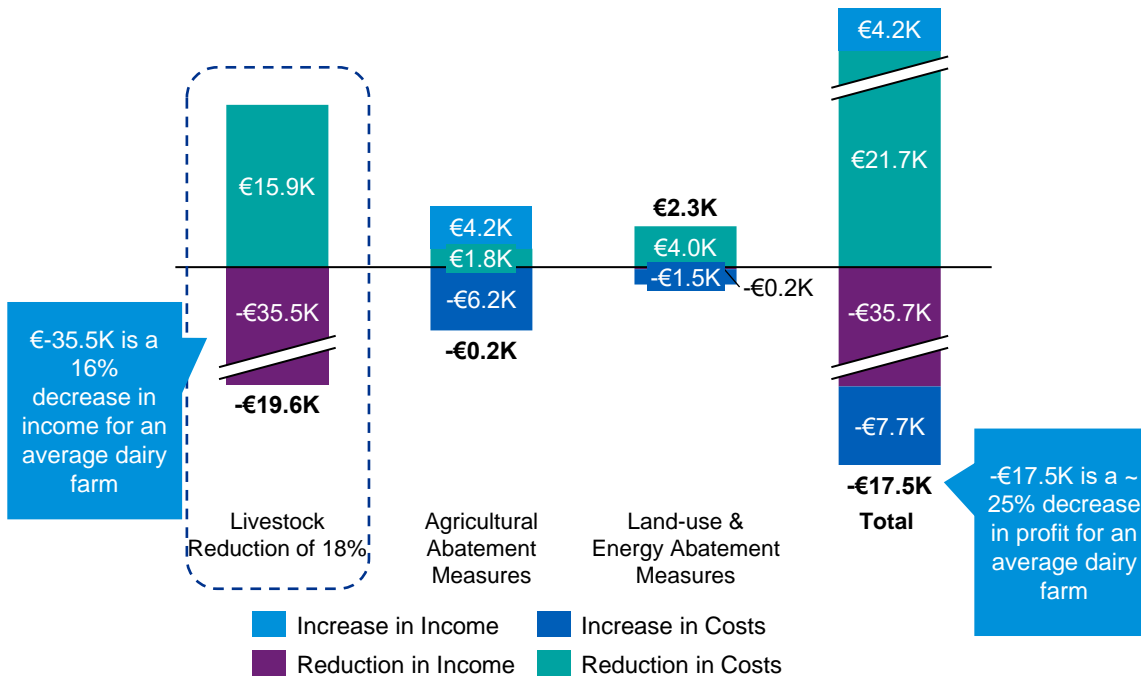 €4.2K
€21.7K
-€35.7K
-€7.7K
-€17.5K
€15.9K
-€35.5K
-€19.6K
€4.2K
€1.8K
-€6.2K
-€0.2K
€2.3K
€4.0K
-€1.5K
-€0.2K
€-35.5K is a
16%
decrease in
income for an
average dairy
farm
-€17.5K is a ~
25% decrease
in profit for an
average dairy
farm
Livestock
Reduction of 18%
Agricultural
Abatement
Measures
Land-use &
Energy Abatement
Measures
Total
Increase in Income
Increase in Costs
Reduction in Income
Reduction in Costs